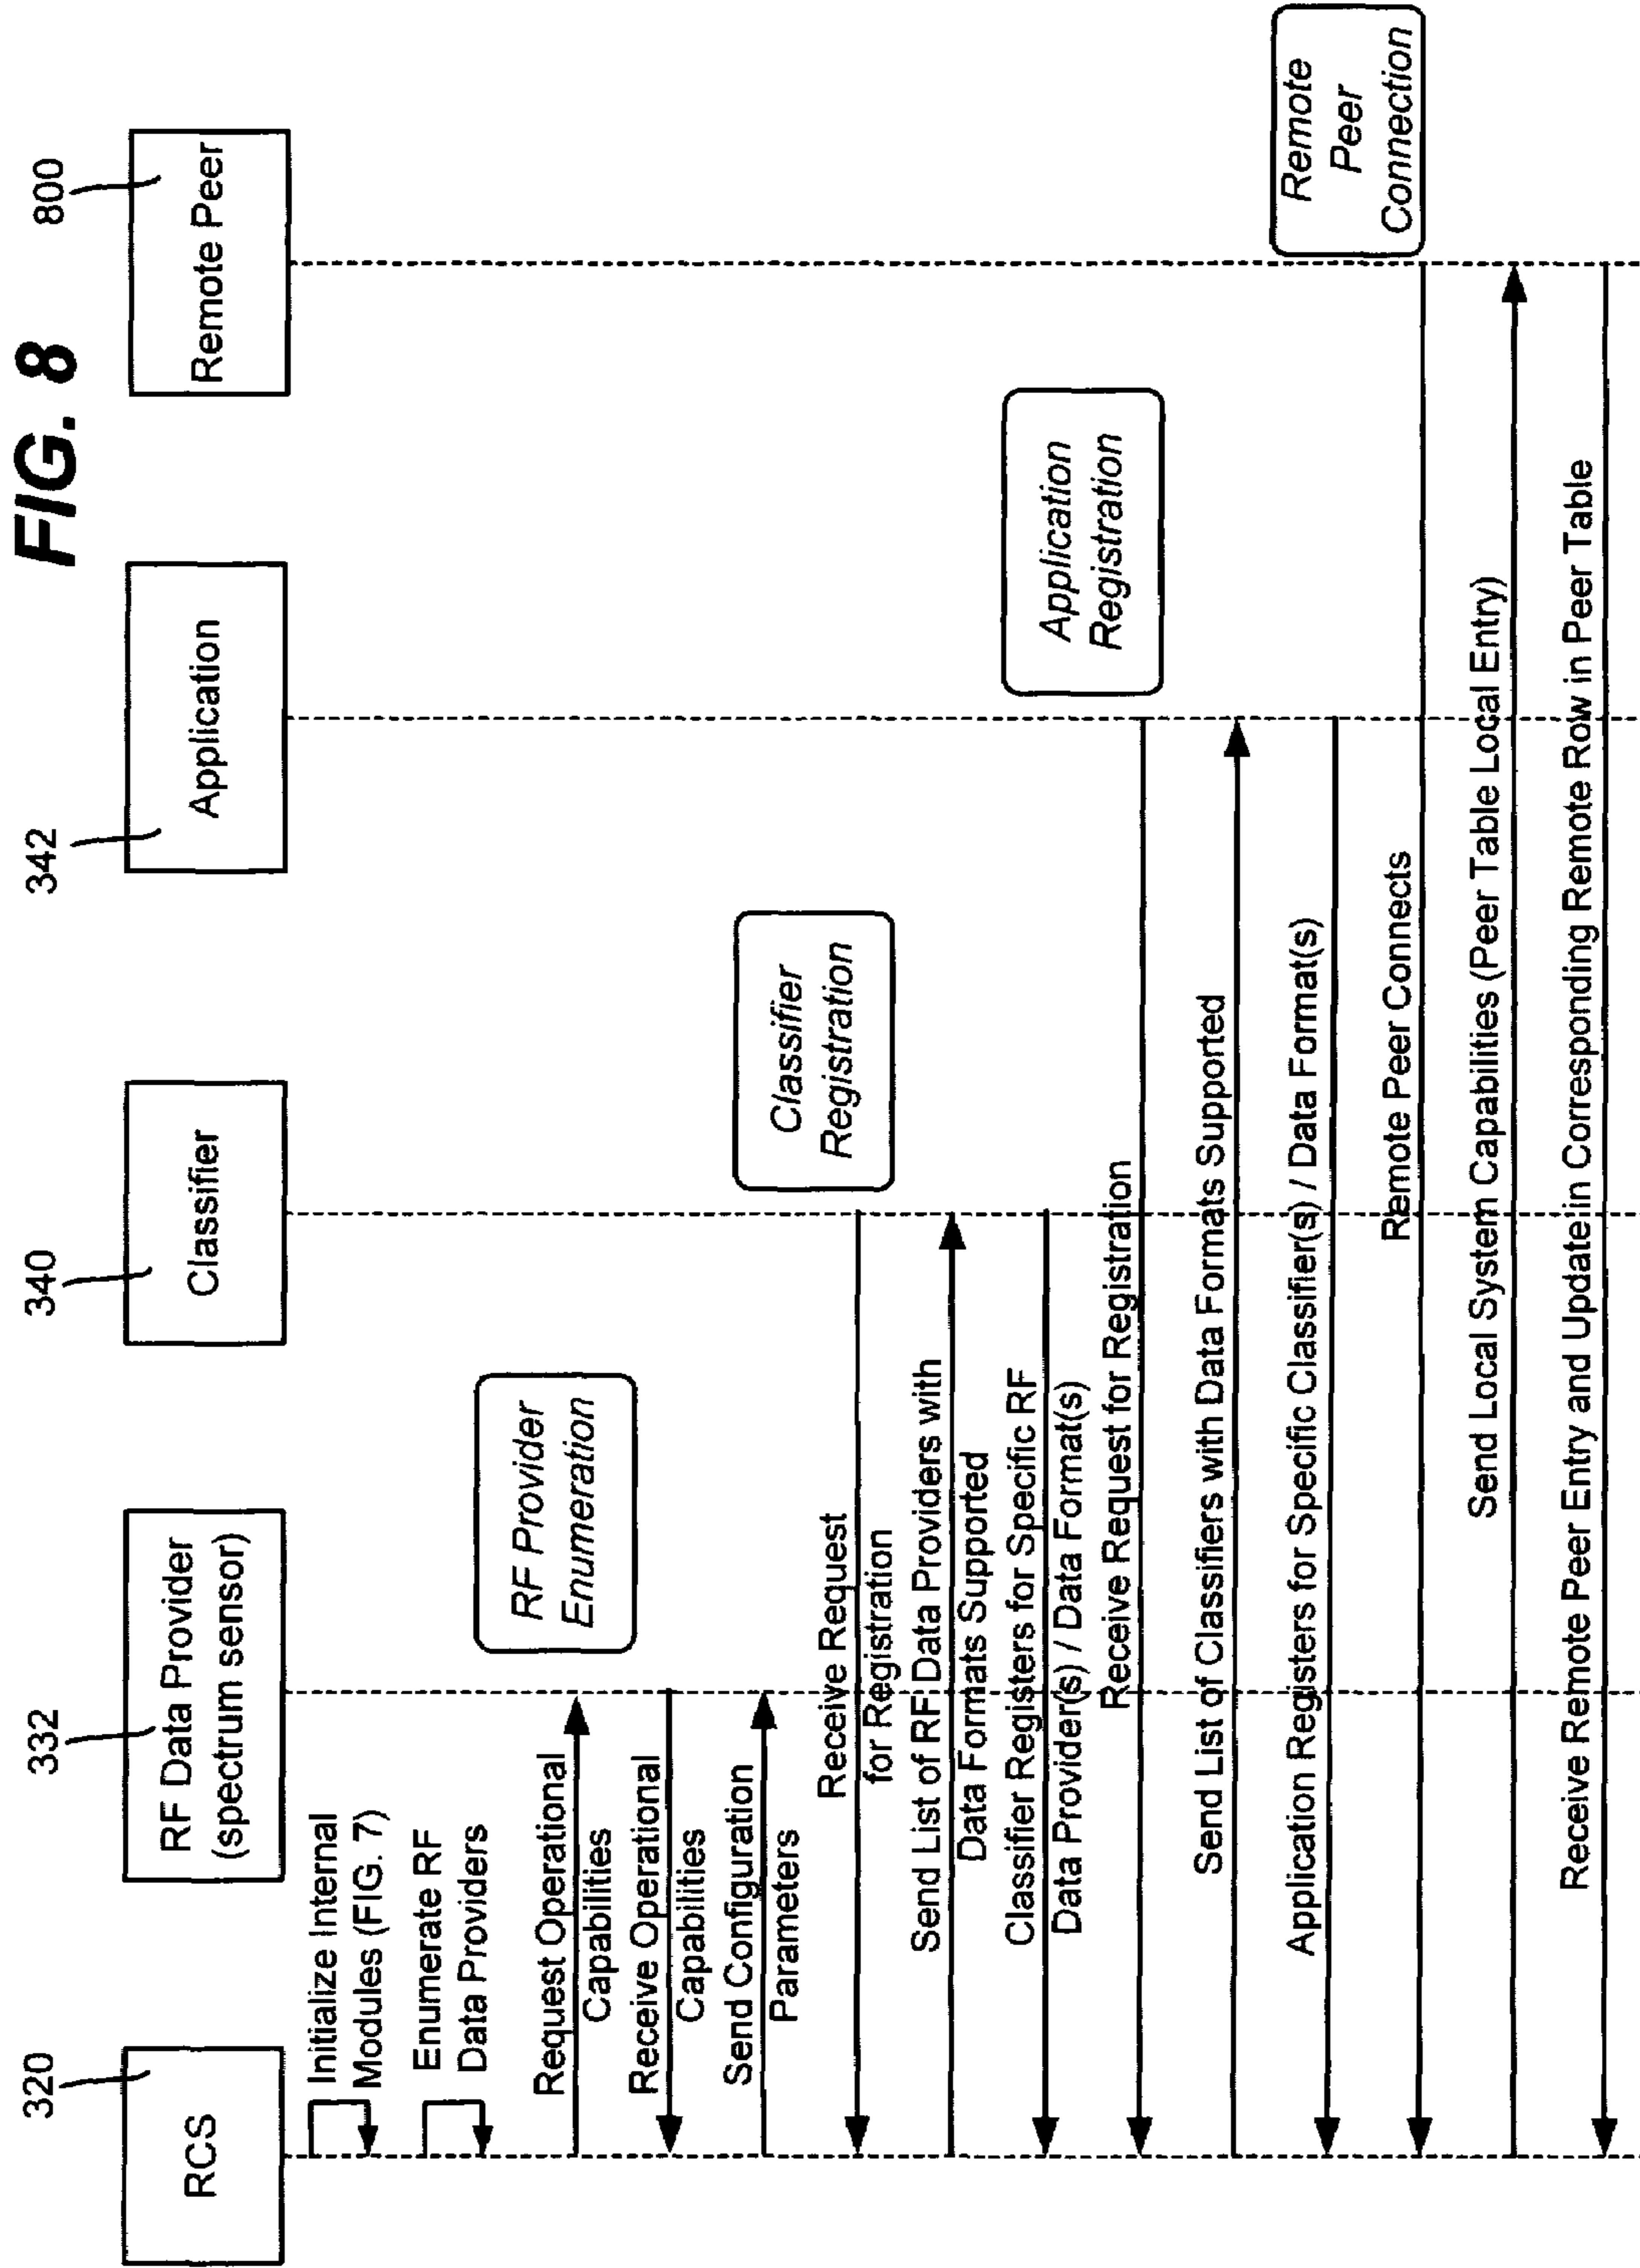 FIG. 8
320
RCS
332
RF Data Provider
(spectrum sensor)
340
Classifier
342
Application
800
Remote Peer
Initialize Internal
Modules (FIG. 7)
Enumerate RF
Data Providers
RF Provider
Enumeration
Request Operational
Capabilities
Receive Operational
Capabilities
Send Configuration
Parameters
Classifier
Registration
Receive Request
for Registration
Send List of RF Data Providers with
Data Formats Supported
Classifier Registers for Specific RF
Data Provider(s) / Data Format(s)
Application
Registration
Receive Request for Registration
Send List of Classifiers with Data Formats Supported
Application Registers for Specific Classifier(s) / Data Format(s)
Remote
Peer
Connection
Remote Peer Connects
Send Local System Capabilities (Peer Table Local Entry)
Receive Remote Peer Entry and Update in Corresponding Remote Row in Peer Table